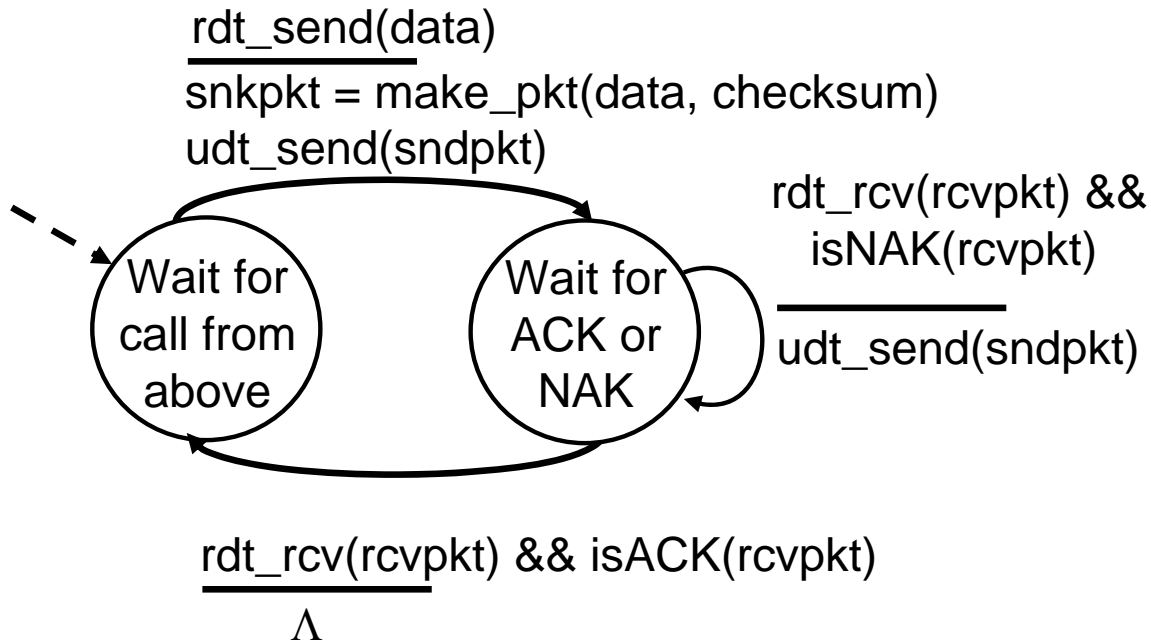 rdt_send(data)
snkpkt = make_pkt(data, checksum)
udt_send(sndpkt)
rdt_rcv(rcvpkt) &&
isNAK(rcvpkt)
udt_send(sndpkt)
Wait for
call from
above
Wait for
ACK or
NAK
rdt_rcv(rcvpkt) && isACK(rcvpkt)
Λ